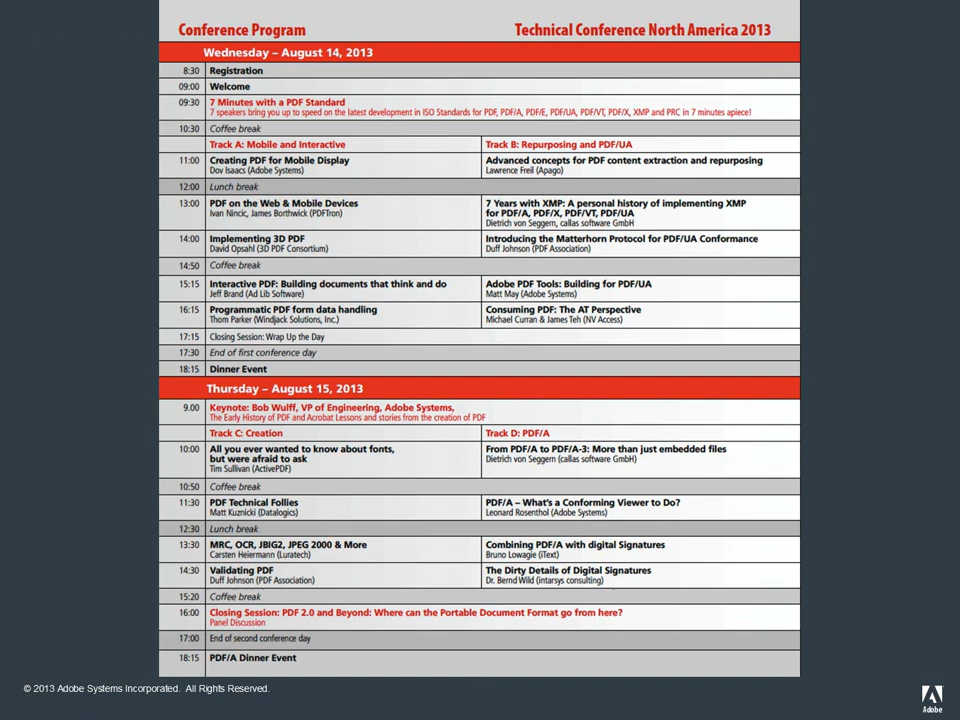 Conference Program Technical Conference North America 2013
Wednesday – August 14, 2013
8:30 Registration
09:00 Welcome
09:30 7 Minutes with a PDF Standard
7 speakers bring you up to speed on the latest development in ISO Standards for PDF, PDF/A, PDF/E, PDF/UA, PDF/VT, PDF/X, XMP and PRC in 7 minutes apiece!
10:30 Coffee break
Track A: Mobile and Interactive Track B: Repurposing and PDF/UA
11:00 Creating PDF for Mobile Display Advanced concepts for PDF content extraction and repurposing
Dov Isaacs (Adobe Systems) Lawrence Freil (Apago)
12:00 Lunch break
13:00 PDF on the Web & Mobile Devices 7 Years with XMP: A personal history of implementing XMP
Ivan Nincic, James Borthwick (PDFTron) for PDF/A, PDF/X, PDF/VT, PDF/UA
Dietrich von Seggern, callas software GmbH
14:00 Implementing 3D PDF Introducing the Matterhorn Protocol for PDF/UA Conformance
David Opsahl (3D PDF Consortium) Duff Johnson (PDF Association)
14:50 Coffee break
15:15 Interactive PDF: Building documents that think and do Adobe PDF Tools: Building for PDF/UA
Jeff Brand (Ad Lib Software) Matt May (Adobe Systems)
16:15 Programmatic PDF form data handling Consuming PDF: The AT Perspective
Thom Parker (Windjack Solutions, Inc.) Michael Curran & James Teh (NV Access)
17:15 Closing Session: Wrap Up the Day
17:30 End of first conference day
18:15 Dinner Event
Thursday – August 15, 2013
9.00 Keynote: Bob Wulff, VP of Engineering, Adobe Systems,
The Early History of PDF and Acrobat Lessons and stories from the creation of PDF
Track C: Creation Track D: PDF/A
10:00 All you ever wanted to know about fonts, From PDF/A to PDF/A-3: More than just embedded files
but were afraid to ask Dietrich von Seggern (callas software GmbH)
Tim Sullivan (ActivePDF)
10:50 Coffee break
11:30 PDF Technical Follies PDF/A – What's a Conforming Viewer to Do?
Matt Kuznicki (Datalogics) Leonard Rosenthol (Adobe Systems)
12:30 Lunch break
13:30 MRC, OCR, JBIG2, JPEG 2000 & More Combining PDF/A with digital Signatures
Carsten Heiermann (Luratech) Bruno Lowagie (iText)
14:30 Validating PDF The Dirty Details of Digital Signatures
Duff Johnson (PDF Association) Dr. Bernd Wild (intarsys consulting)
15:20 Coffee break
16:00 Closing Session: PDF 2.0 and Beyond: Where can the Portable Document Format go from here?
Panel Discussion
17:00 End of second conference day
18:15 PDF/A Dinner Event
© 2013 Adobe Systems Incorporated. All Rights Reserved.
Adobe